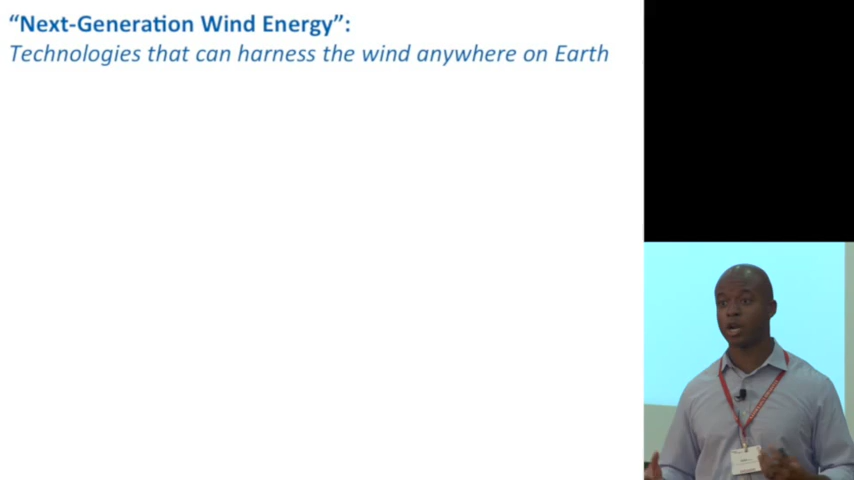 “Next-Generation Wind Energy”:
Technologies that can harness the wind anywhere on Earth